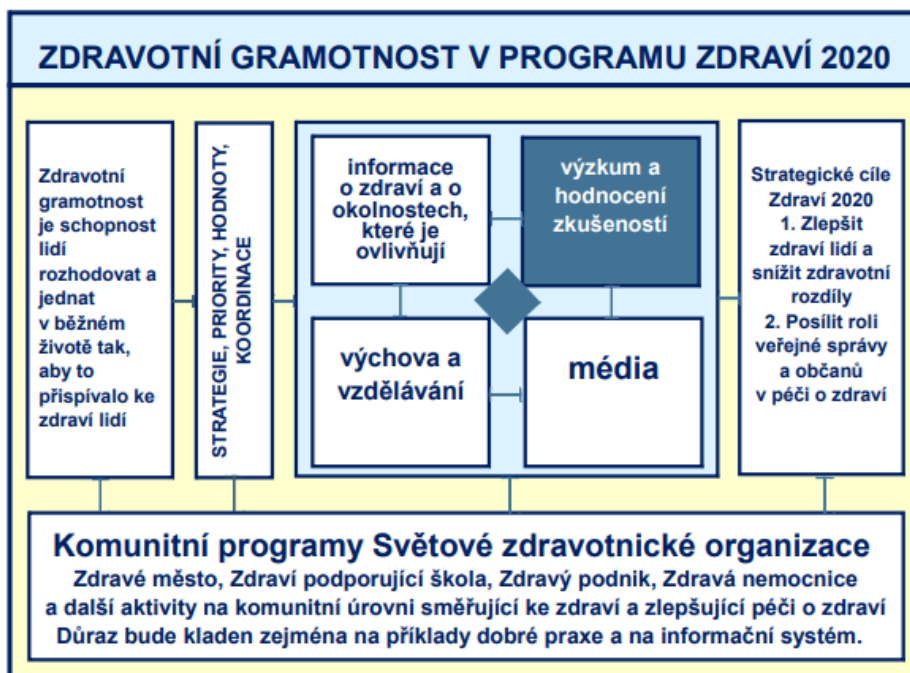 ZDRAVOTNÍ GRAMOTNOST V PROGRAMU ZDRAVÍ 2020
Zdravotní
gramotnost
je schopnost
lidí
rozhodovat a
jednat
v běžném
životě tak,
aby to
přispívalo ke
zdraví lidí
STRATEGIE, PRIORITY, HODNOTY,
KOORDINACE
informace
o zdraví a o
okolnostech,
které je
ovlivňují
výzkum a
hodnocení
zkušeností
výchova a
vzdělávání
média
Strategické cíle
Zdraví 2020
1. Zlepšit
zdraví lidí a
snížit zdravotní
rozdíly
2. Posílit roli
veřejné správy
a občanů
v péči o zdraví
Komunitní programy Světové zdravotnické organizace
Zdravé město, Zdraví podporující škola, Zdravý podnik, Zdravá nemocnice
a další aktivity na komunitní úrovni směřující ke zdraví a zlepšující péči o zdraví
Důraz bude kladen zejména na příklady dobré praxe a na informační systém.